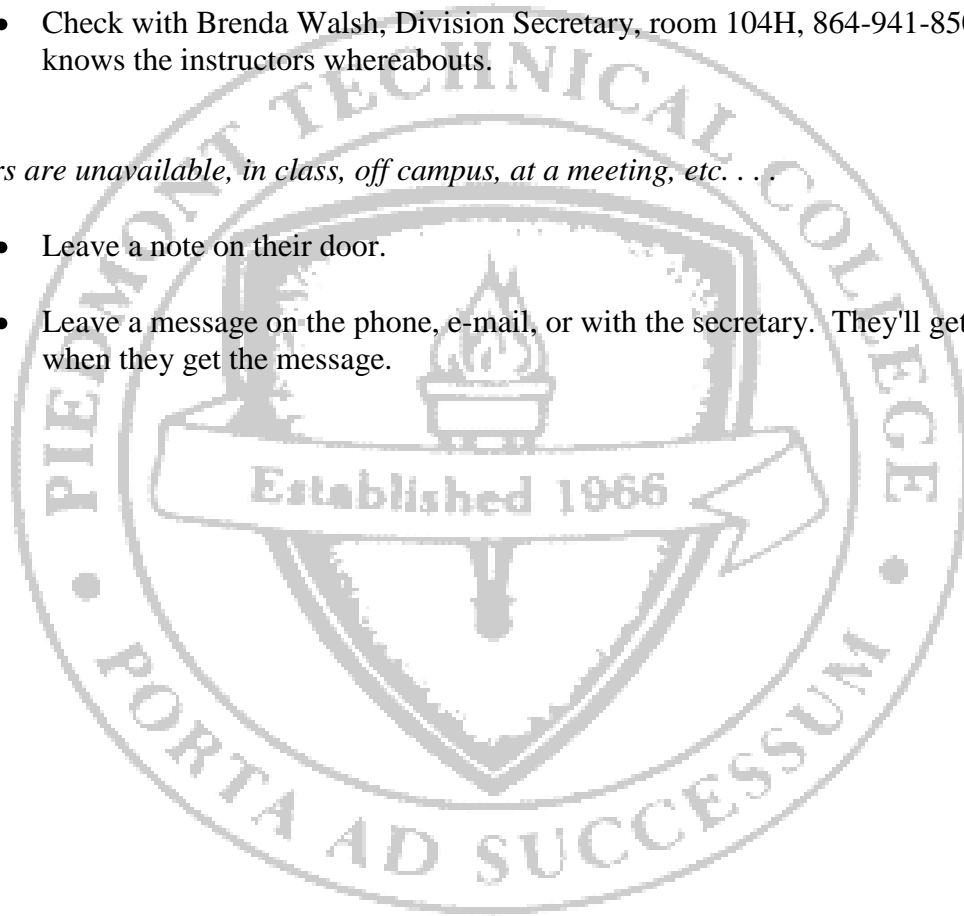 • Check with Brenda Walsh, Division Secretary, room 104H, 864-941-850
knows the instructors whereabouts.
rs are unavailable, in class, off campus, at a meeting, etc. . . .
• Leave a note on their door.
• Leave a message on the phone, e-mail, or with the secretary. They'll get
when they get the message.
PIEDMONT TECHNICAL COLLEGE
Established 1966
• PORTA AD SUCCESSUM •